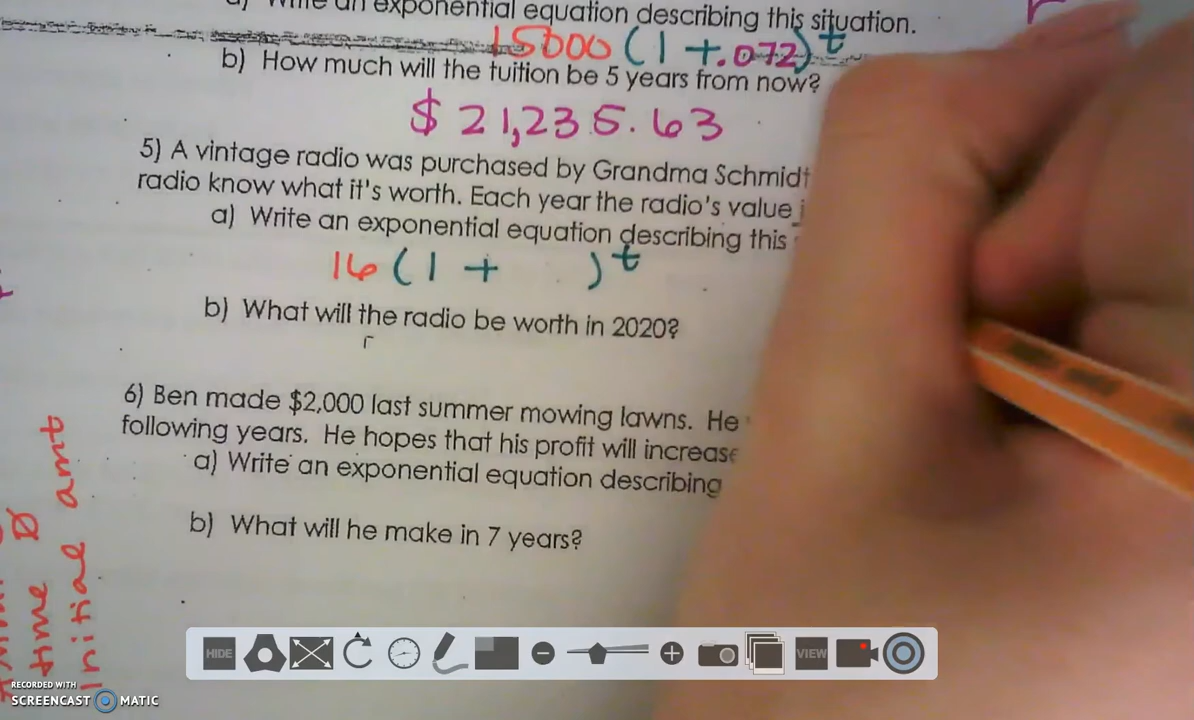 a) Write an exponential equation describing this situation.
15000 (1 + .072)^t
b) How much will the tuition be 5 years from now?
$ 21,235.63
5) A vintage radio was purchased by Grandma Schmidt
radio know what it's worth. Each year the radio's value
a) Write an exponential equation describing this
16 (1 + )^t
b) What will the radio be worth in 2020?
6) Ben made $2,000 last summer mowing lawns. He
following years. He hopes that his profit will increase
a) Write an exponential equation describing
b) What will he make in 7 years?
time Ø
initial amt
HIDE
VIEW
RECORDED WITH
SCREENCAST MATIC